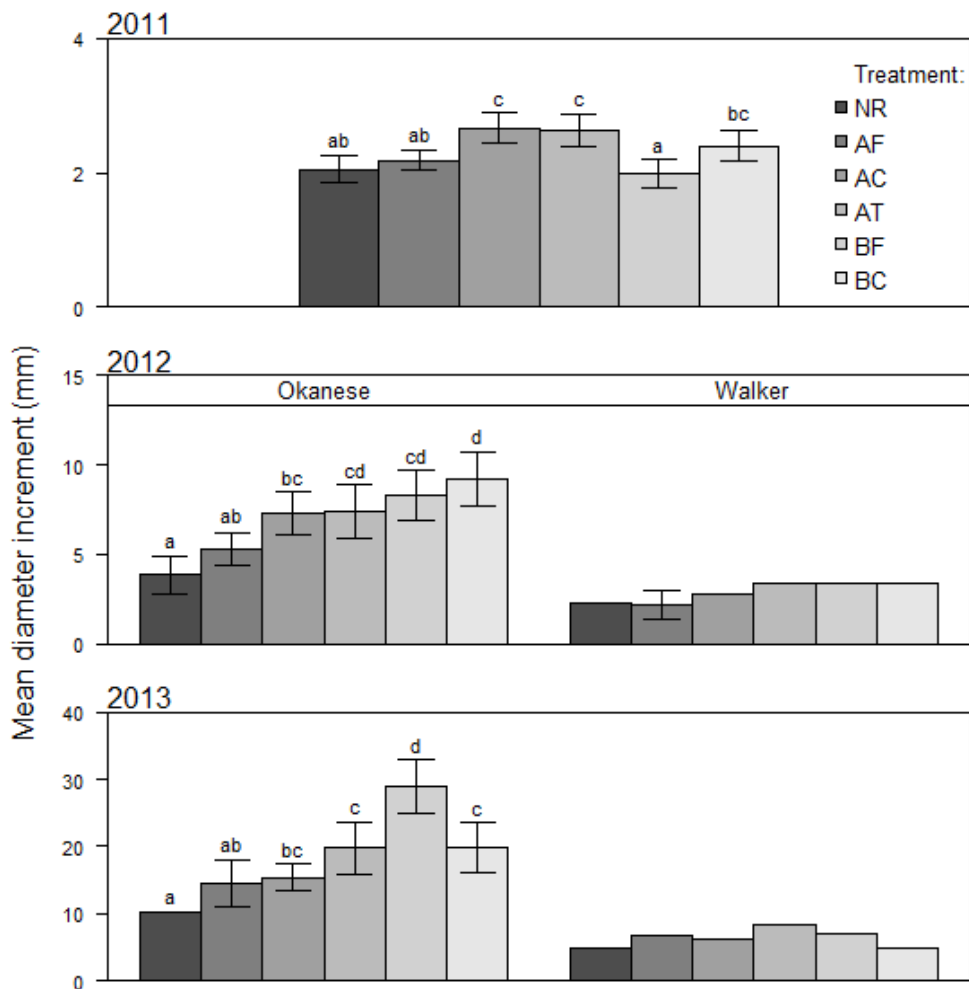 2011
4
2
0
ab
ab
c
c
a
bc
Treatment:
NR
AF
AC
AT
BF
BC
Mean diameter increment (mm)
2012
15
10
5
0
Okanese
Walker
a
ab
bc
cd
cd
d
2013
40
30
20
10
0
a
ab
bc
c
d
c